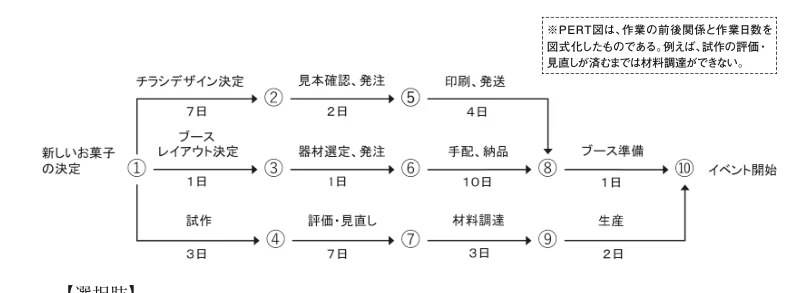 ※PERT図は、作業の前後関係と作業日数を
図式化したものである。例えば、試作の評価・
見直しが済むまでは材料調達ができない。
チラシデザイン決定
7日
②
見本確認、発注
2日
⑤
印刷、発送
4日
新しいお菓子
の決定
①
ブース
レイアウト決定
1日
③
器材選定、発注
1日
⑥
手配、納品
10日
⑧
ブース準備
1日
⑩
イベント開始
試作
3日
④
評価・見直し
7日
⑦
材料調達
3日
⑨
生産
2日
【選択肢】